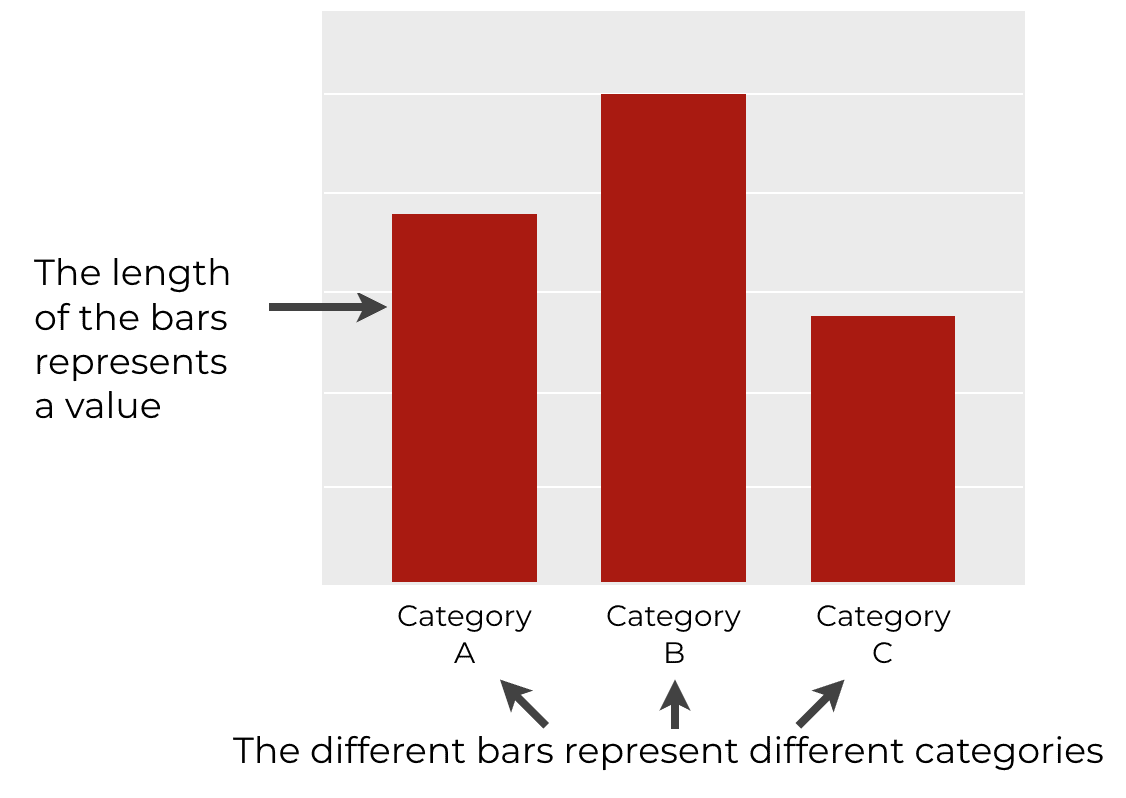 The length
of the bars
represents
a value
Category
A
Category
B
Category
C
The different bars represent different categories